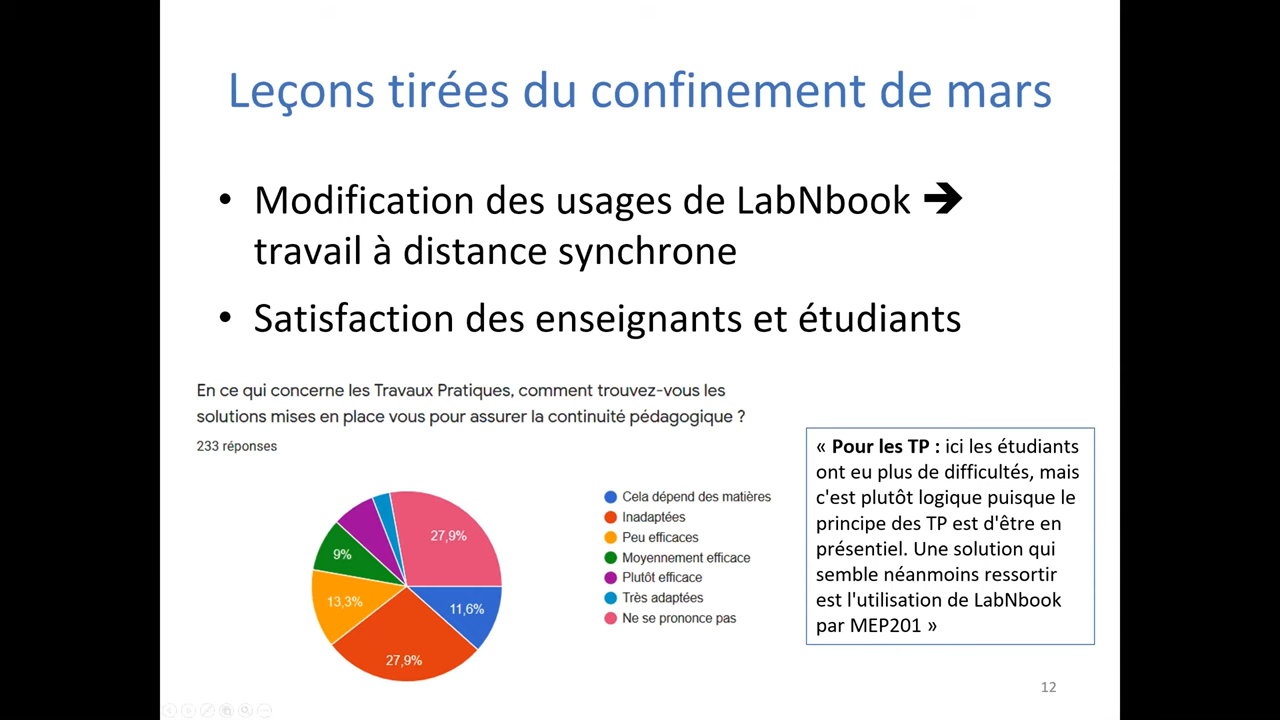 Leçons tirées du confinement de mars
• Modification des usages de LabNbook ➔
travail à distance synchrone
• Satisfaction des enseignants et étudiants
En ce qui concerne les Travaux Pratiques, comment trouvez-vous les
solutions mises en place vous pour assurer la continuité pédagogique ?
233 réponses
27,9%
9%
13,3%
11,6%
27,9%
Cela dépend des matières
Inadaptées
Peu efficaces
Moyennement efficace
Plutôt efficace
Très adaptées
Ne se prononce pas
« Pour les TP : ici les étudiants
ont eu plus de difficultés, mais
c'est plutôt logique puisque le
principe des TP est d'être en
présentiel. Une solution qui
semble néanmoins ressortir
est l'utilisation de LabNbook
par MEP201 »
12